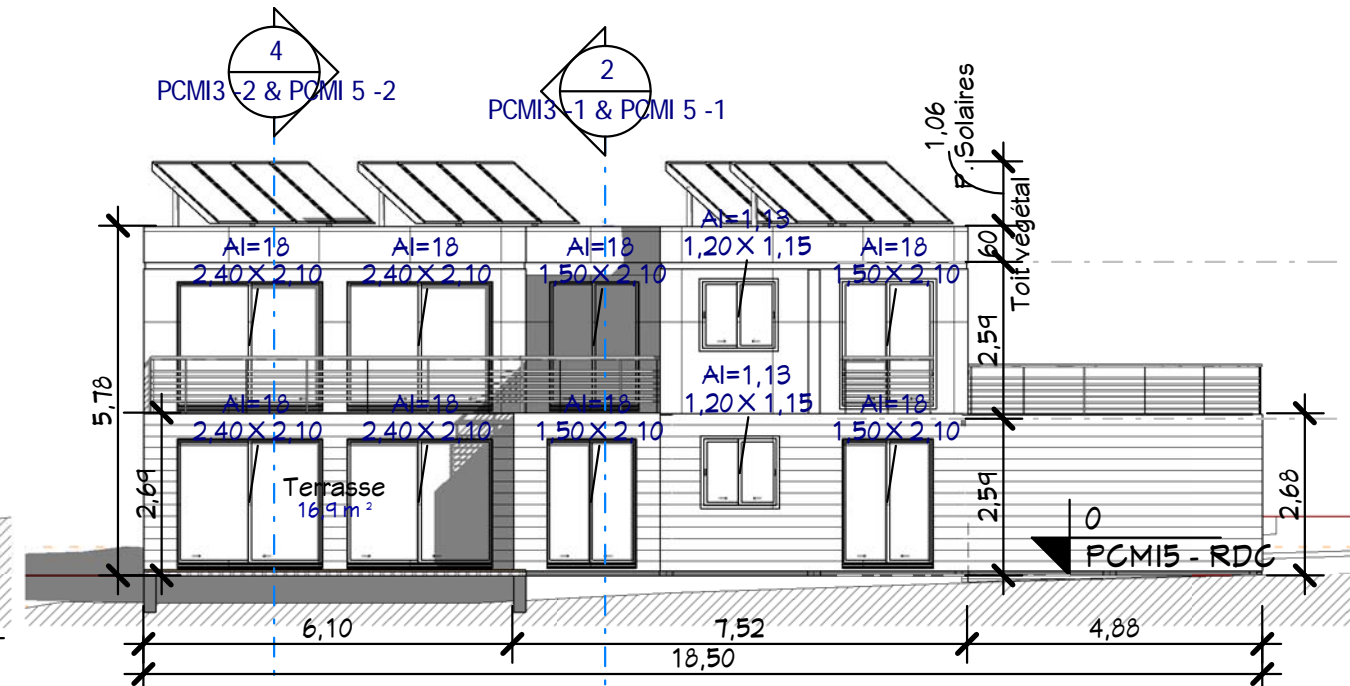 4
PCMI3 -2 & PCMI 5 -2
2
PCMI3 -1 & PCMI 5 -1
1,06
P. Solaires
60
Toit végétal
Al=18
2,40 X 2,10
Al=18
2,40 X 2,10
Al=18
1,50 X 2,10
Al=1,13
1,20 X 1,15
Al=18
1,50 X 2,10
2,59
5,78
Al=18
2,40 X 2,10
Al=18
2,40 X 2,10
Al=18
1,50 X 2,10
Al=1,13
1,20 X 1,15
Al=18
1,50 X 2,10
2,69
Terrasse
16,9 m²
2,59
2,68
0
PCMI5 - RDC
6,10
7,52
4,88
18,50